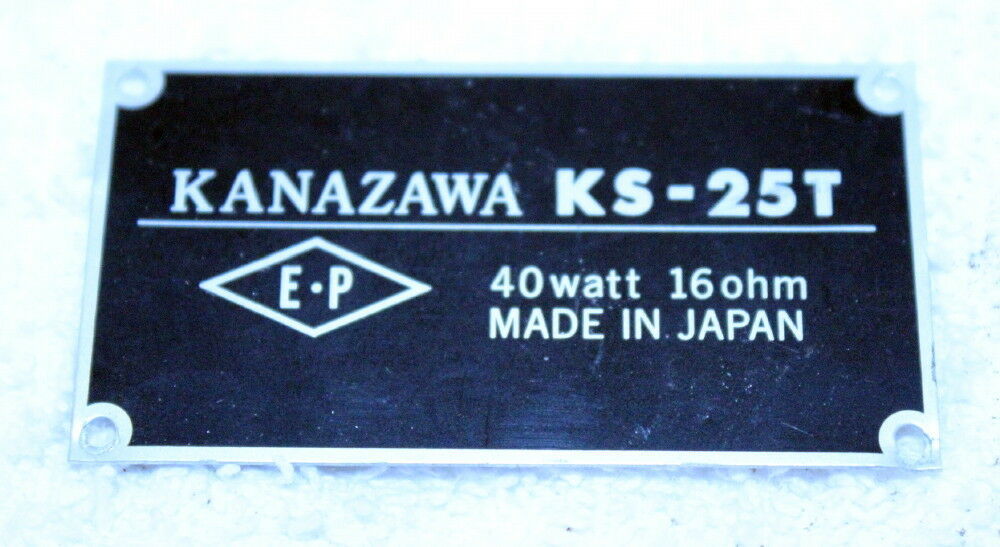 KANAZAWA KS-25T
E·P
40watt 16ohm
MADE IN JAPAN